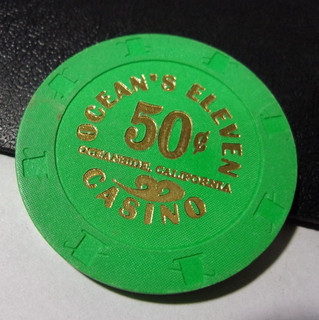 OCEAN'S ELEVEN
50¢
OCEANSIDE, CALIFORNIA
CASINO